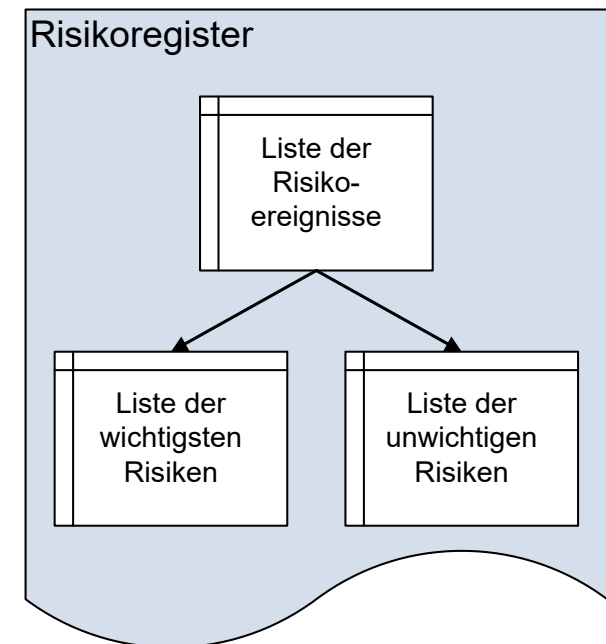 Risikoregister
Liste der
Risiko-
ereignisse
Liste der
wichtigsten
Risiken
Liste der
unwichtigen
Risiken